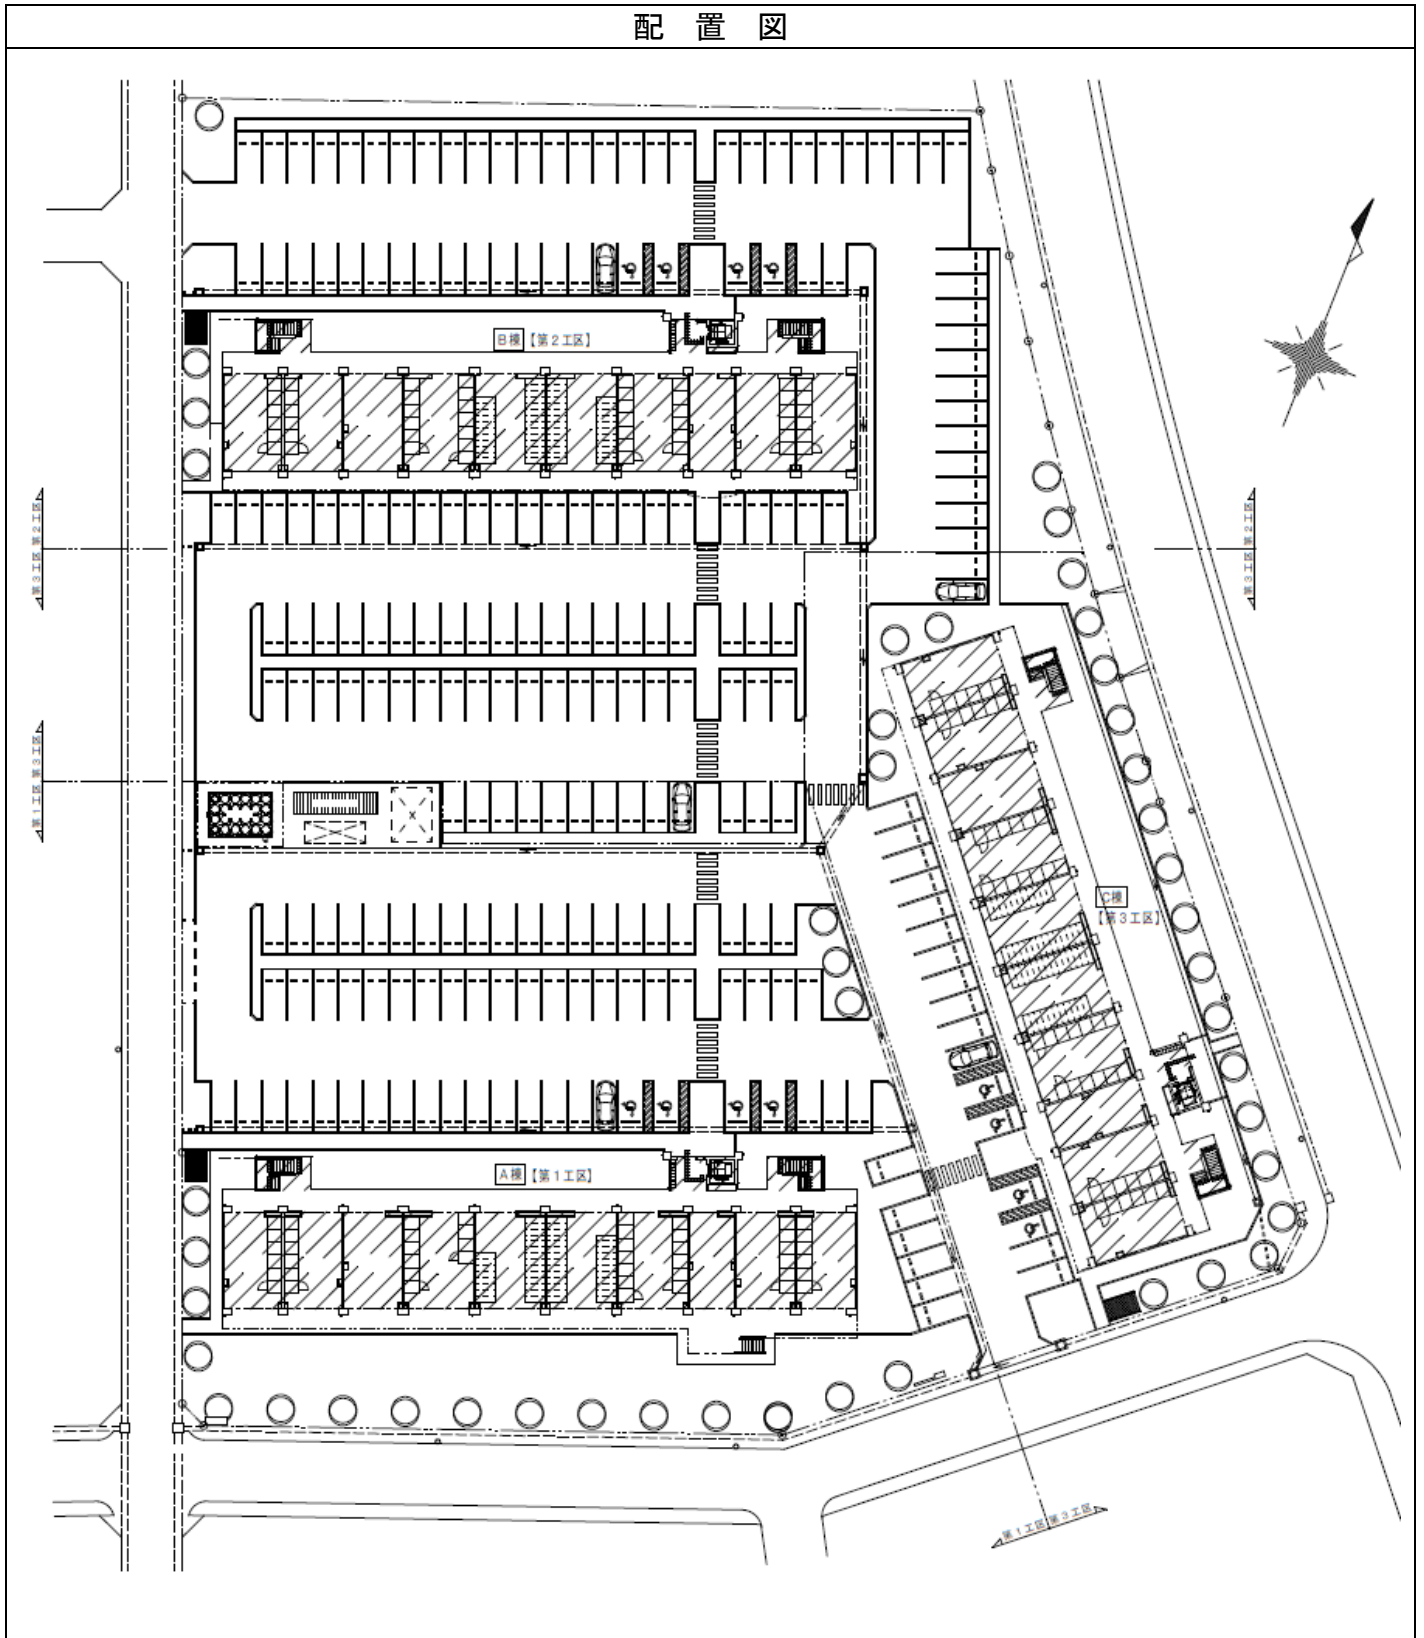 配 置 図
B棟【第2工区】
第3工区 第2工区
第3工区 第2工区
第1工区 第3工区
C棟
【第3工区】
A棟【第1工区】
第1工区 第3工区